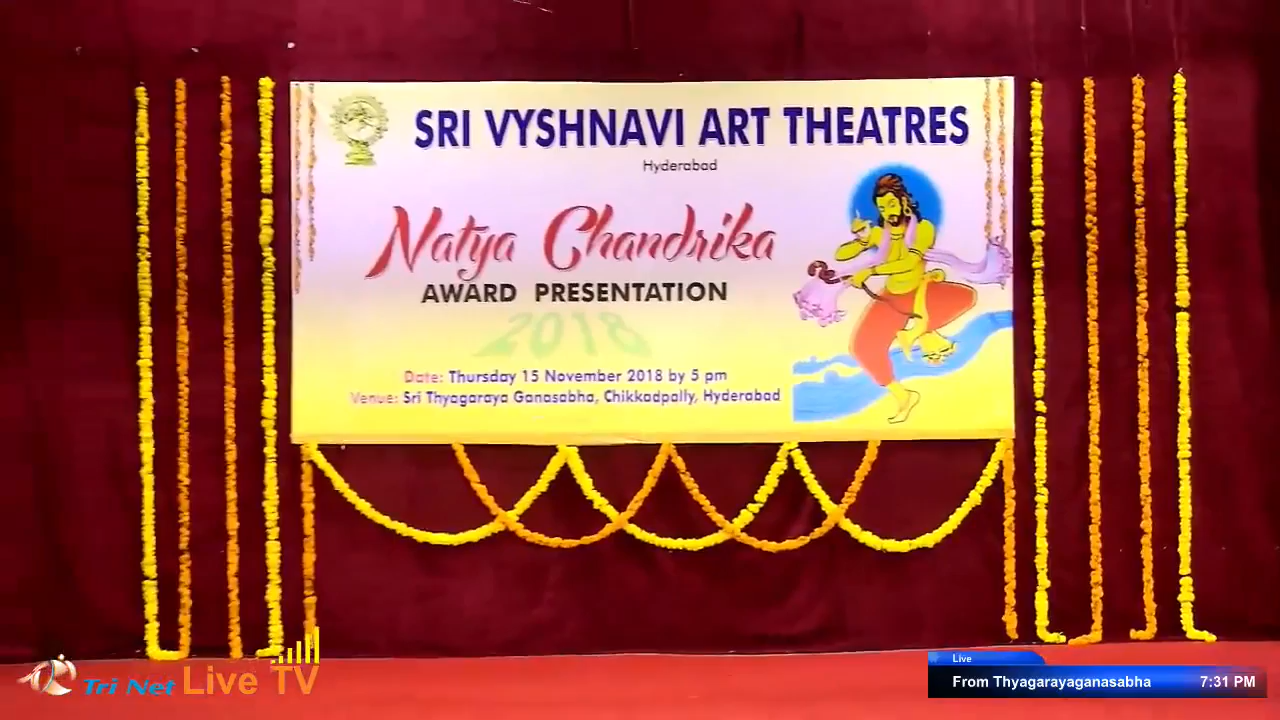 SRI VYSHNAVI ART THEATRES
Hyderabad
Natya Chandrika
AWARD PRESENTATION
2018
Date: Thursday 15 November 2018 by 5 pm
Venue: Sri Thyagaraya Ganasabha, Chikkadpally, Hyderabad
Tri Net Live TV
Live
From Thyagarayaganasabha 7:31 PM